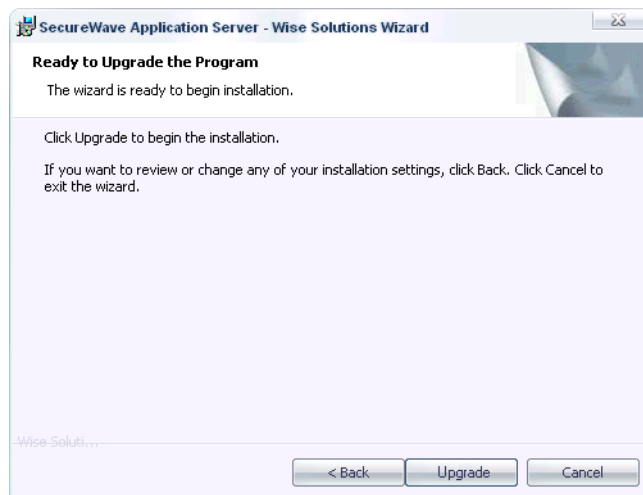 SecureWave Application Server - Wise Solutions Wizard
Ready to Upgrade the Program
The wizard is ready to begin installation.
Click Upgrade to begin the installation.
If you want to review or change any of your installation settings, click Back. Click Cancel to
exit the wizard.
Wise Soluti...
< Back Upgrade Cancel